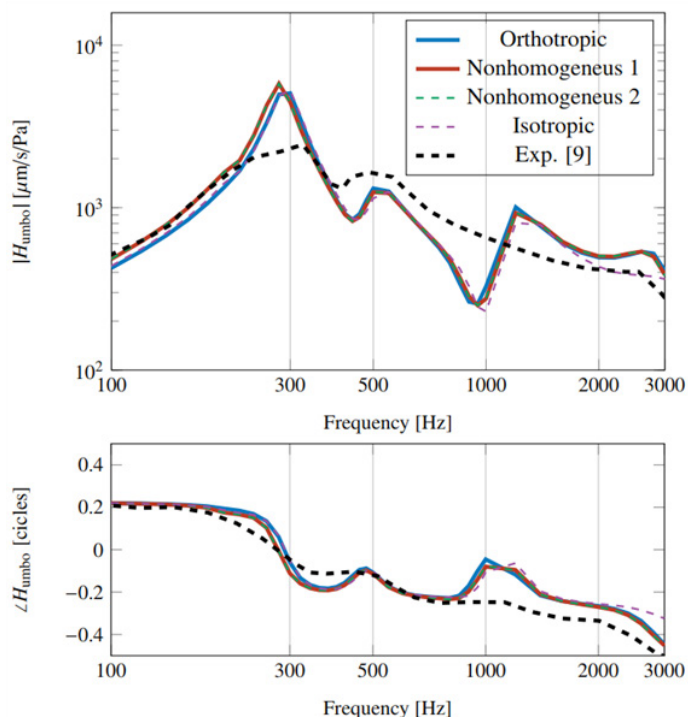 10^4
Orthotropic
Nonhomogeneus 1
Nonhomogeneus 2
Isotropic
Exp. [9]
|H_umbo| [μm/s/Pa]
10^3
10^2
100 300 500 1000 2000 3000
Frequency [Hz]
0.4
0.2
0
−0.2
−0.4
∠H_umbo [cicles]
100 300 500 1000 2000 3000
Frequency [Hz]